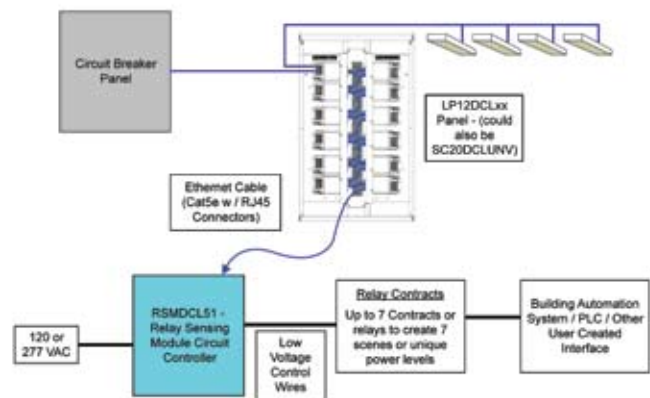 Circuit Breaker
Panel
LP12DCLxx
Panel - (could
also be
SC20DCLUNV)
Ethernet Cable
(Cat5e w / RJ45
Connectors)
RSMDCL51 -
Relay Sensing
Module Circuit
Controller
120 or
277 VAC
Low
Voltage
Control
Wires
Relay Contracts
Up to 7 Contracts or
relays to create 7
scenes or unique
power levels
Building Automation
System / PLC / Other
User Created
Interface